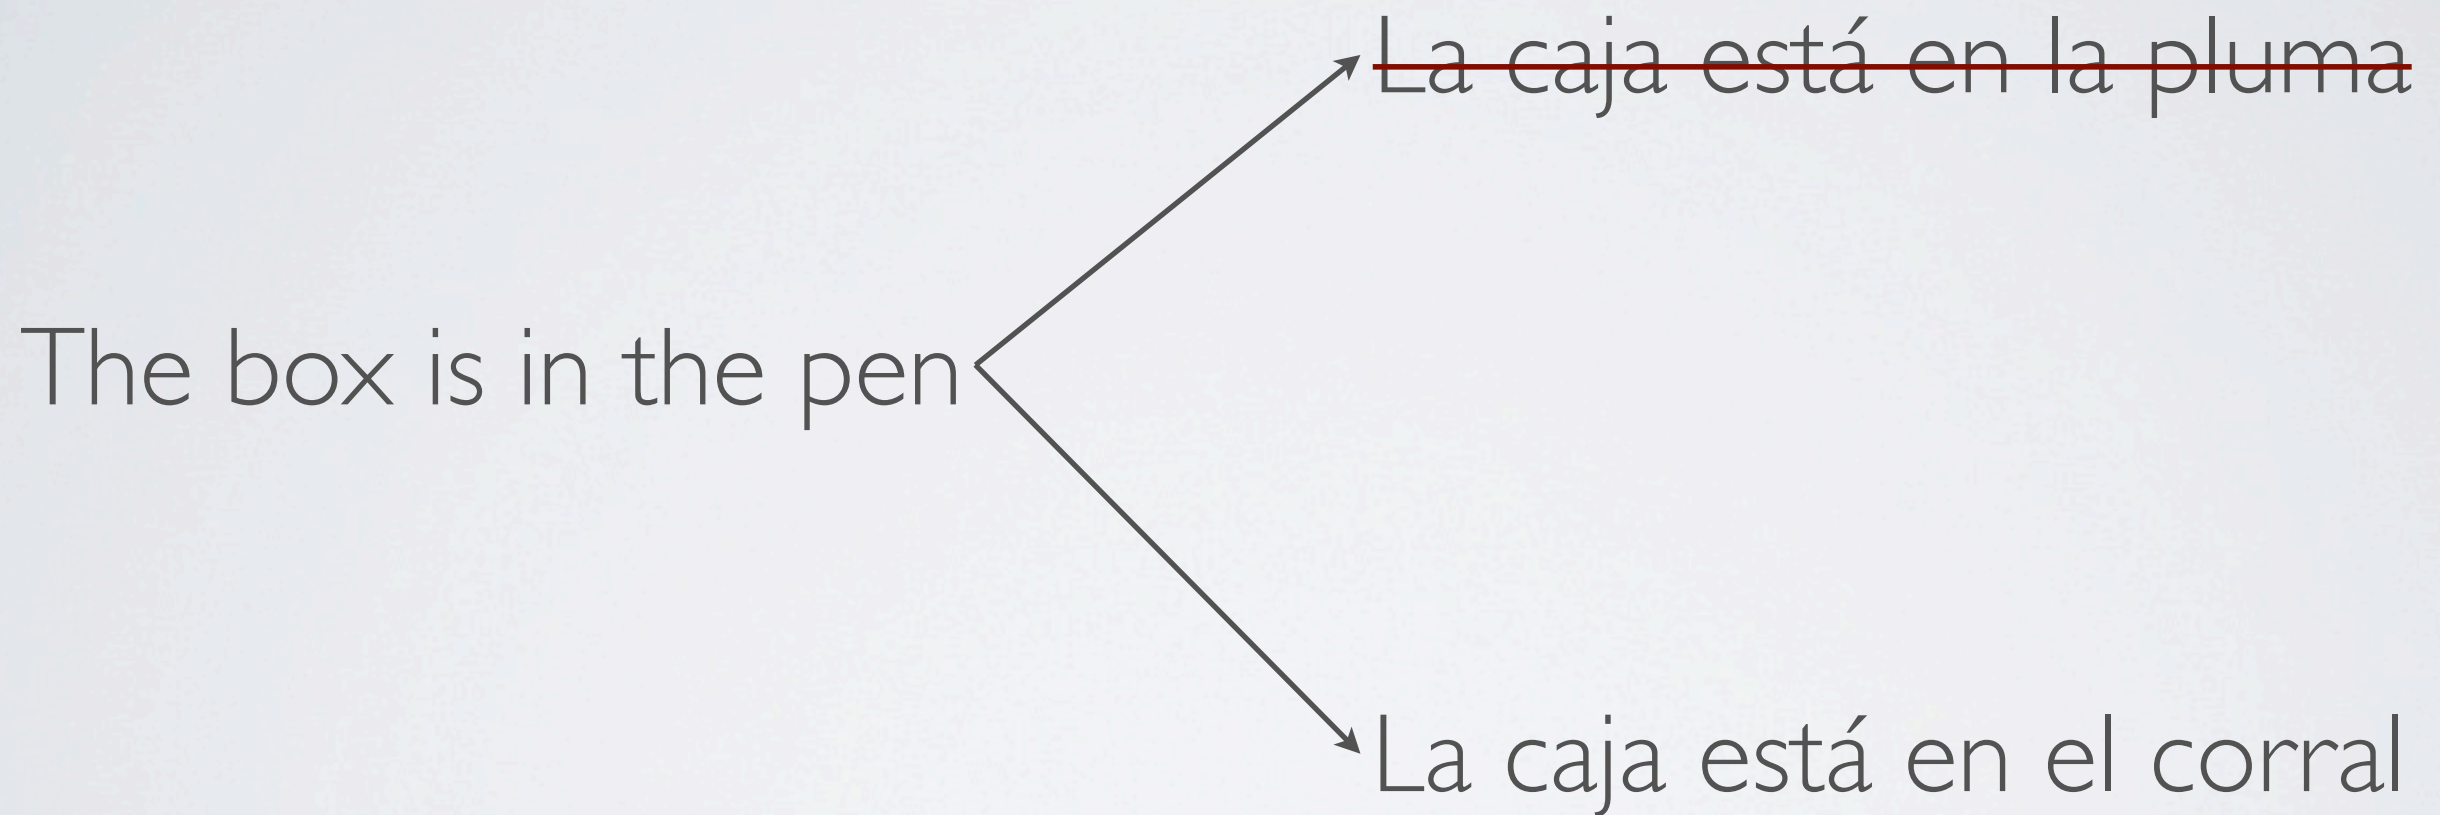 La caja está en la pluma
The box is in the pen
La caja está en el corral